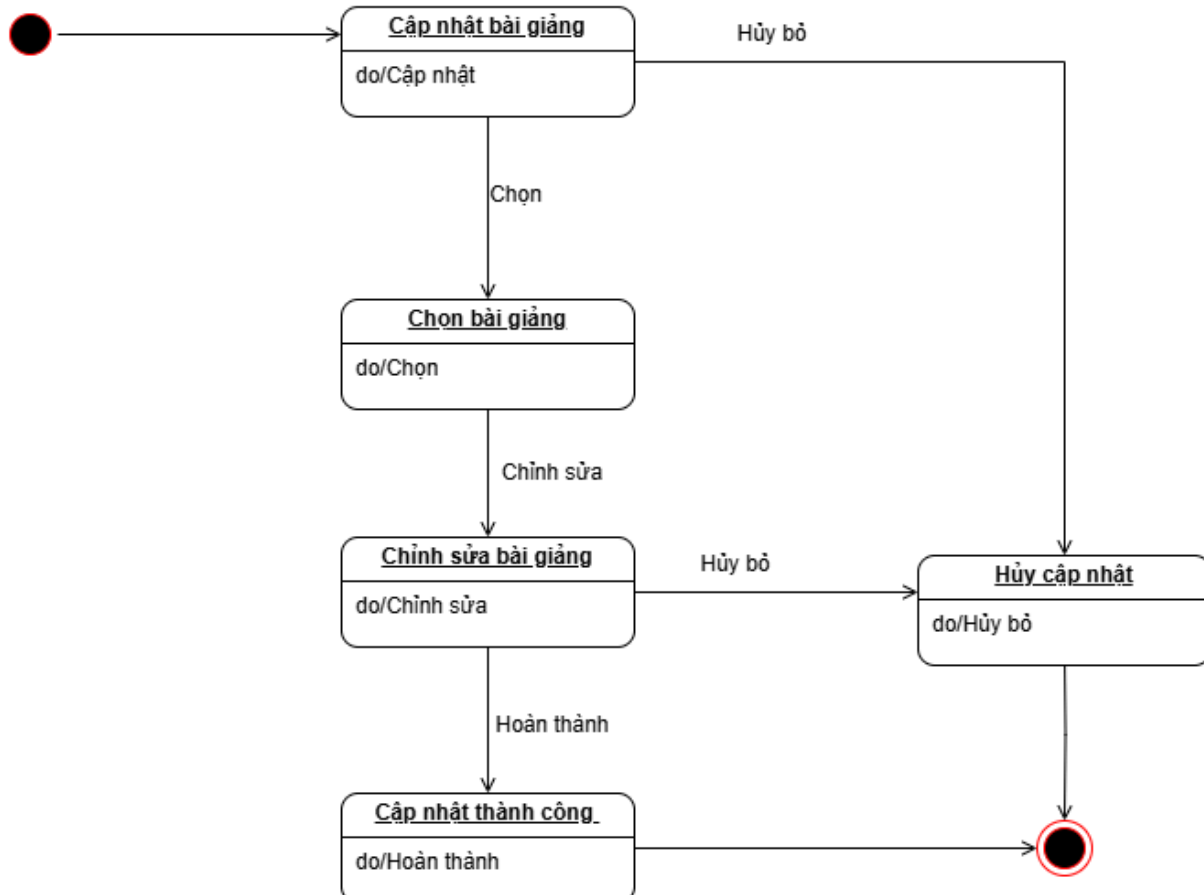 Cập nhật bài giảng
Hủy bỏ
do/Cập nhật
Chọn
Chọn bài giảng
do/Chọn
Chỉnh sửa
Chỉnh sửa bài giảng
Hủy bỏ
Hủy cập nhật
do/Chỉnh sửa
do/Hủy bỏ
Hoàn thành
Cập nhật thành công
do/Hoàn thành